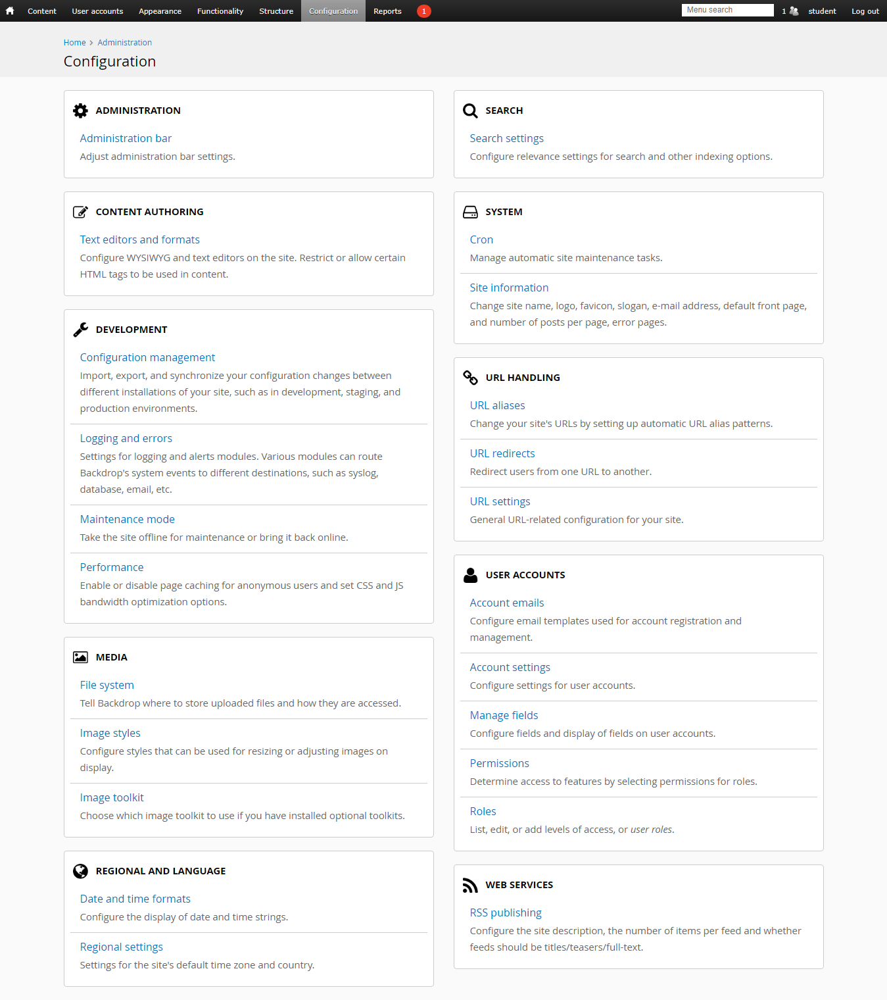 Content User accounts Appearance Functionality Structure Configuration Reports 1 Menu search 1 student Log out
Home Administration
Configuration
ADMINISTRATION
Administration bar
Adjust administration bar settings.
CONTENT AUTHORING
Text editors and formats
Configure WYSIWYG and text editors on the site. Restrict or allow certain
HTML tags to be used in content.
DEVELOPMENT
Configuration management
Import, export, and synchronize your configuration changes between
different installations of your site, such as in development, staging, and
production environments.
Logging and errors
Settings for logging and alerts modules. Various modules can route
Backdrop's system events to different destinations, such as syslog,
database, email, etc.
Maintenance mode
Take the site offline for maintenance or bring it back online.
Performance
Enable or disable page caching for anonymous users and set CSS and JS
bandwidth optimization options.
MEDIA
File system
Tell Backdrop where to store uploaded files and how they are accessed.
Image styles
Configure styles that can be used for resizing or adjusting images on
display.
Image toolkit
Choose which image toolkit to use if you have installed optional toolkits.
REGIONAL AND LANGUAGE
Date and time formats
Configure the display of date and time strings.
Regional settings
Settings for the site's default time zone and country.
SEARCH
Search settings
Configure relevance settings for search and other indexing options.
SYSTEM
Cron
Manage automatic site maintenance tasks.
Site information
Change site name, logo, favicon, slogan, e-mail address, default front page,
and number of posts per page, error pages.
URL HANDLING
URL aliases
Change your site's URLs by setting up automatic URL alias patterns.
URL redirects
Redirect users from one URL to another.
URL settings
General URL-related configuration for your site.
USER ACCOUNTS
Account emails
Configure email templates used for account registration and
management.
Account settings
Configure settings for user accounts.
Manage fields
Configure fields and display of fields on user accounts.
Permissions
Determine access to features by selecting permissions for roles.
Roles
List, edit, or add levels of access, or user roles.
WEB SERVICES
RSS publishing
Configure the site description, the number of items per feed and whether
feeds should be titles/teasers/full-text.